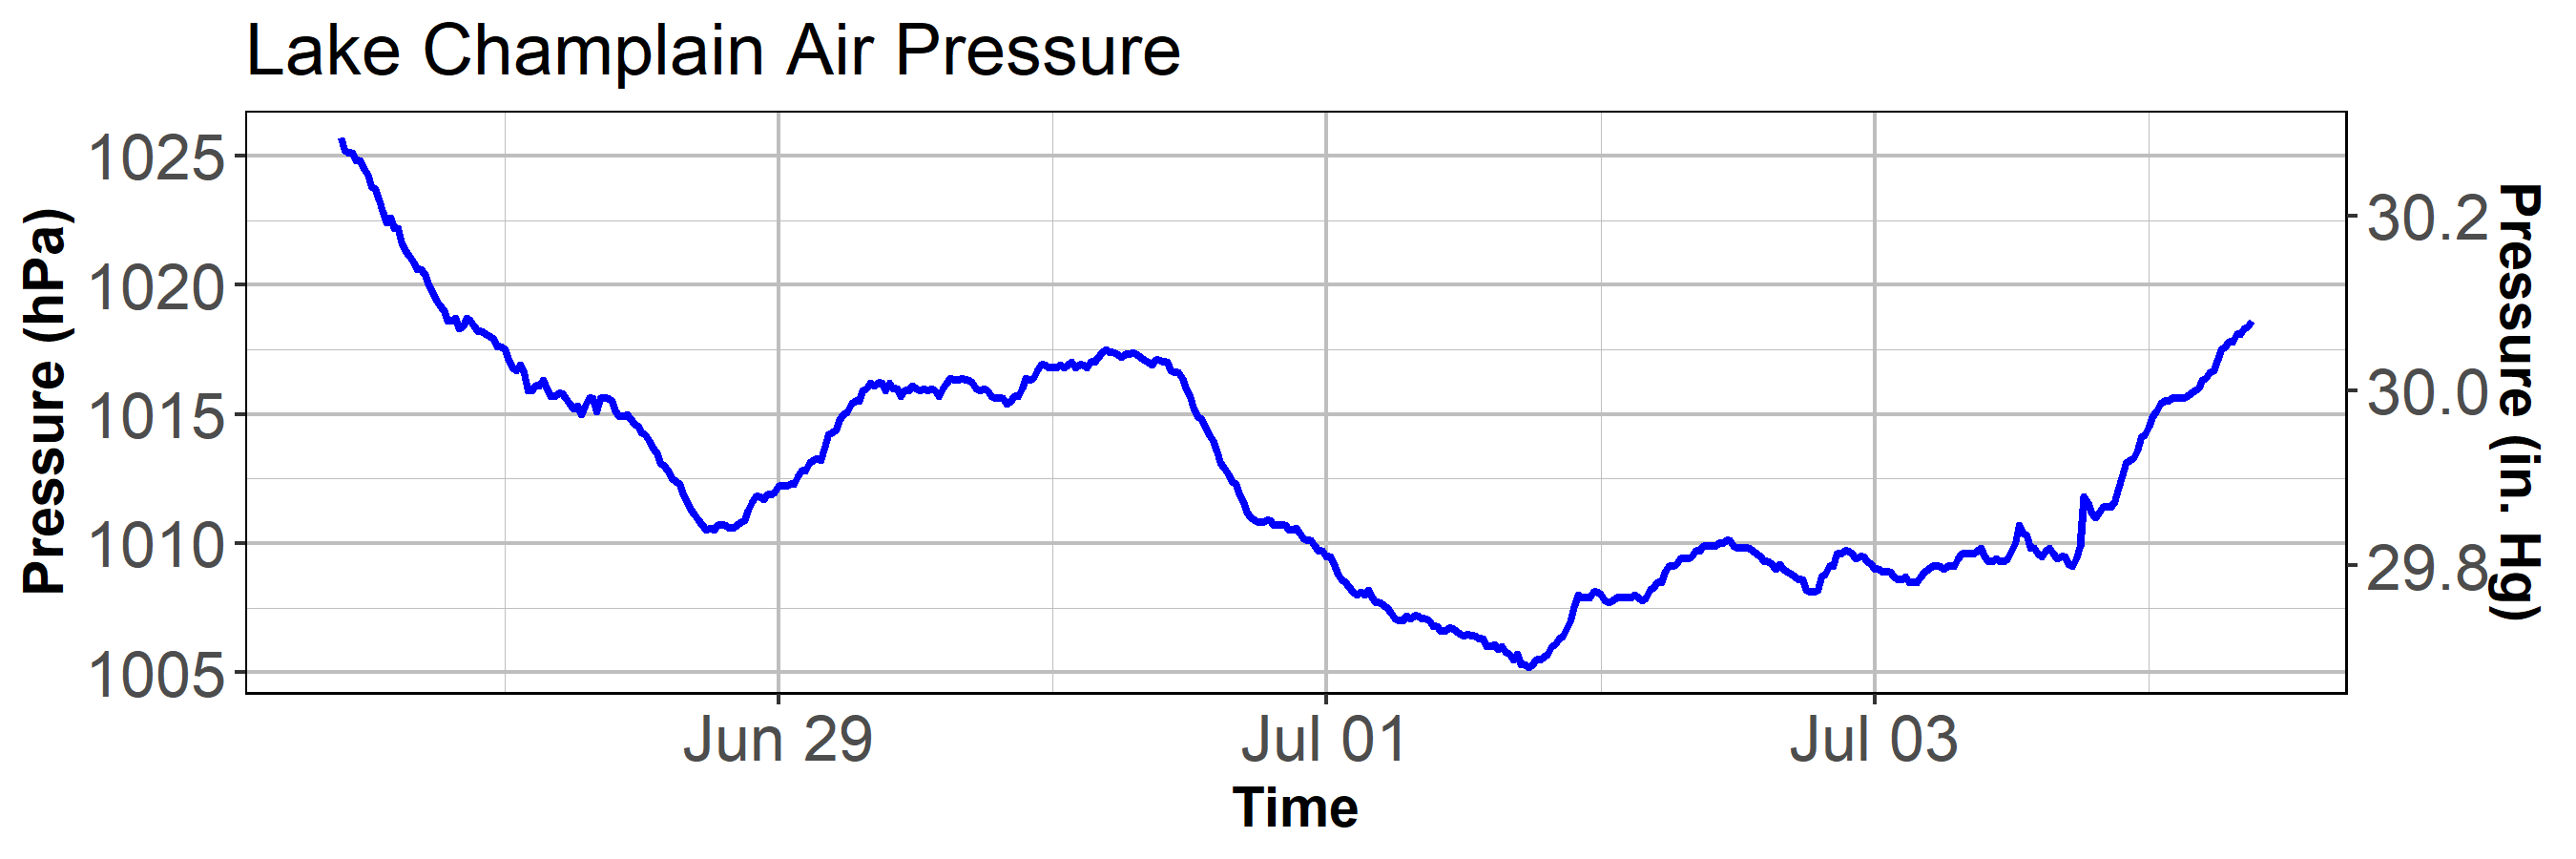 Lake Champlain Air Pressure
Pressure (hPa)
1025
1020
1015
1010
1005
30.2
30.0
29.8
Pressure (in. Hg)
Jun 29
Jul 01
Jul 03
Time